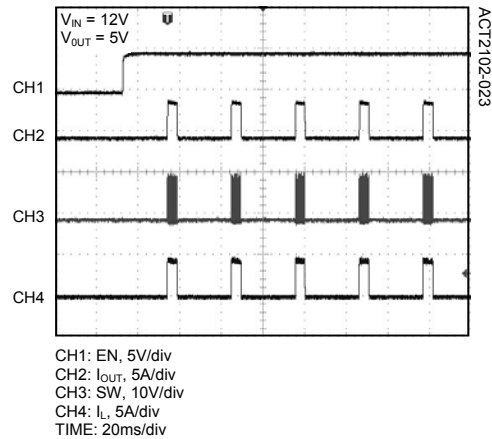 V_IN = 12V
V_0UT = 5V
ACT2102-023
CH1
CH2
CH3
CH4
CH1: EN, 5V/div
CH2: I_OUT, 5A/div
CH3: SW, 10V/div
CH4: I_L, 5A/div
TIME: 20ms/div